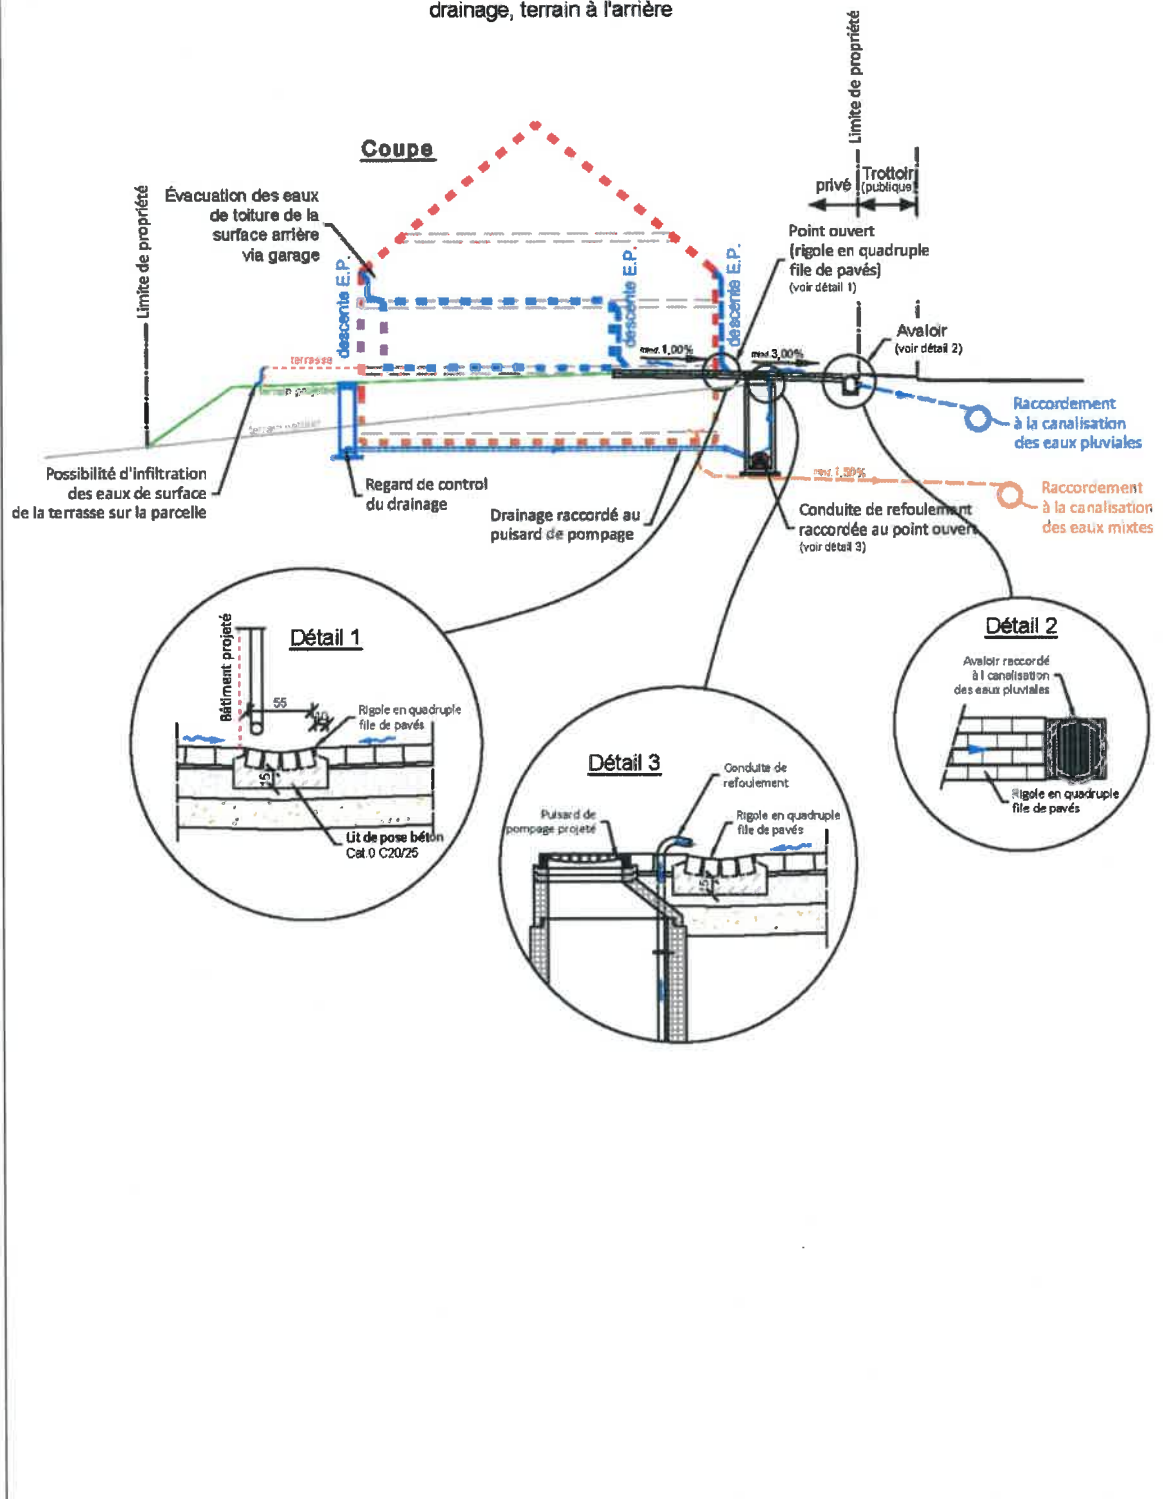 drainage, terrain à l'arrière
Limite de propriété
Coupe
privé
Trottoir
(publique)
Limite de propriété
Évacuation des eaux
de toiture de la
surface arrière
via garage
Point ouvert
(rigole en quadruple
file de pavés)
(voir détail 1)
descente E.P.
descente E.P.
descente E.P.
Avaloir
(voir détail 2)
terrasse
min. 1,00%
min. 3,00%
terrain projeté
Raccordement
à la canalisation
des eaux pluviales
Possibilité d'infiltration
des eaux de surface
de la terrasse sur la parcelle
Regard de control
du drainage
Drainage raccordé au
puisard de pompage
min. 1,50%
Conduite de refoulement
raccordée au point ouvert
(voir détail 3)
Raccordement
à la canalisation
des eaux mixtes
Détail 1
Bâtiment projeté
55
10
Rigole en quadruple
file de pavés
15
Lit de pose béton
Cat.0 C20/25
Détail 2
Avaloir raccordé
à l canalisation
des eaux pluviales
Rigole en quadruple
file de pavés
Détail 3
Conduite de
refoulement
Puisard de
pompage projeté
Rigole en quadruple
file de pavés
15